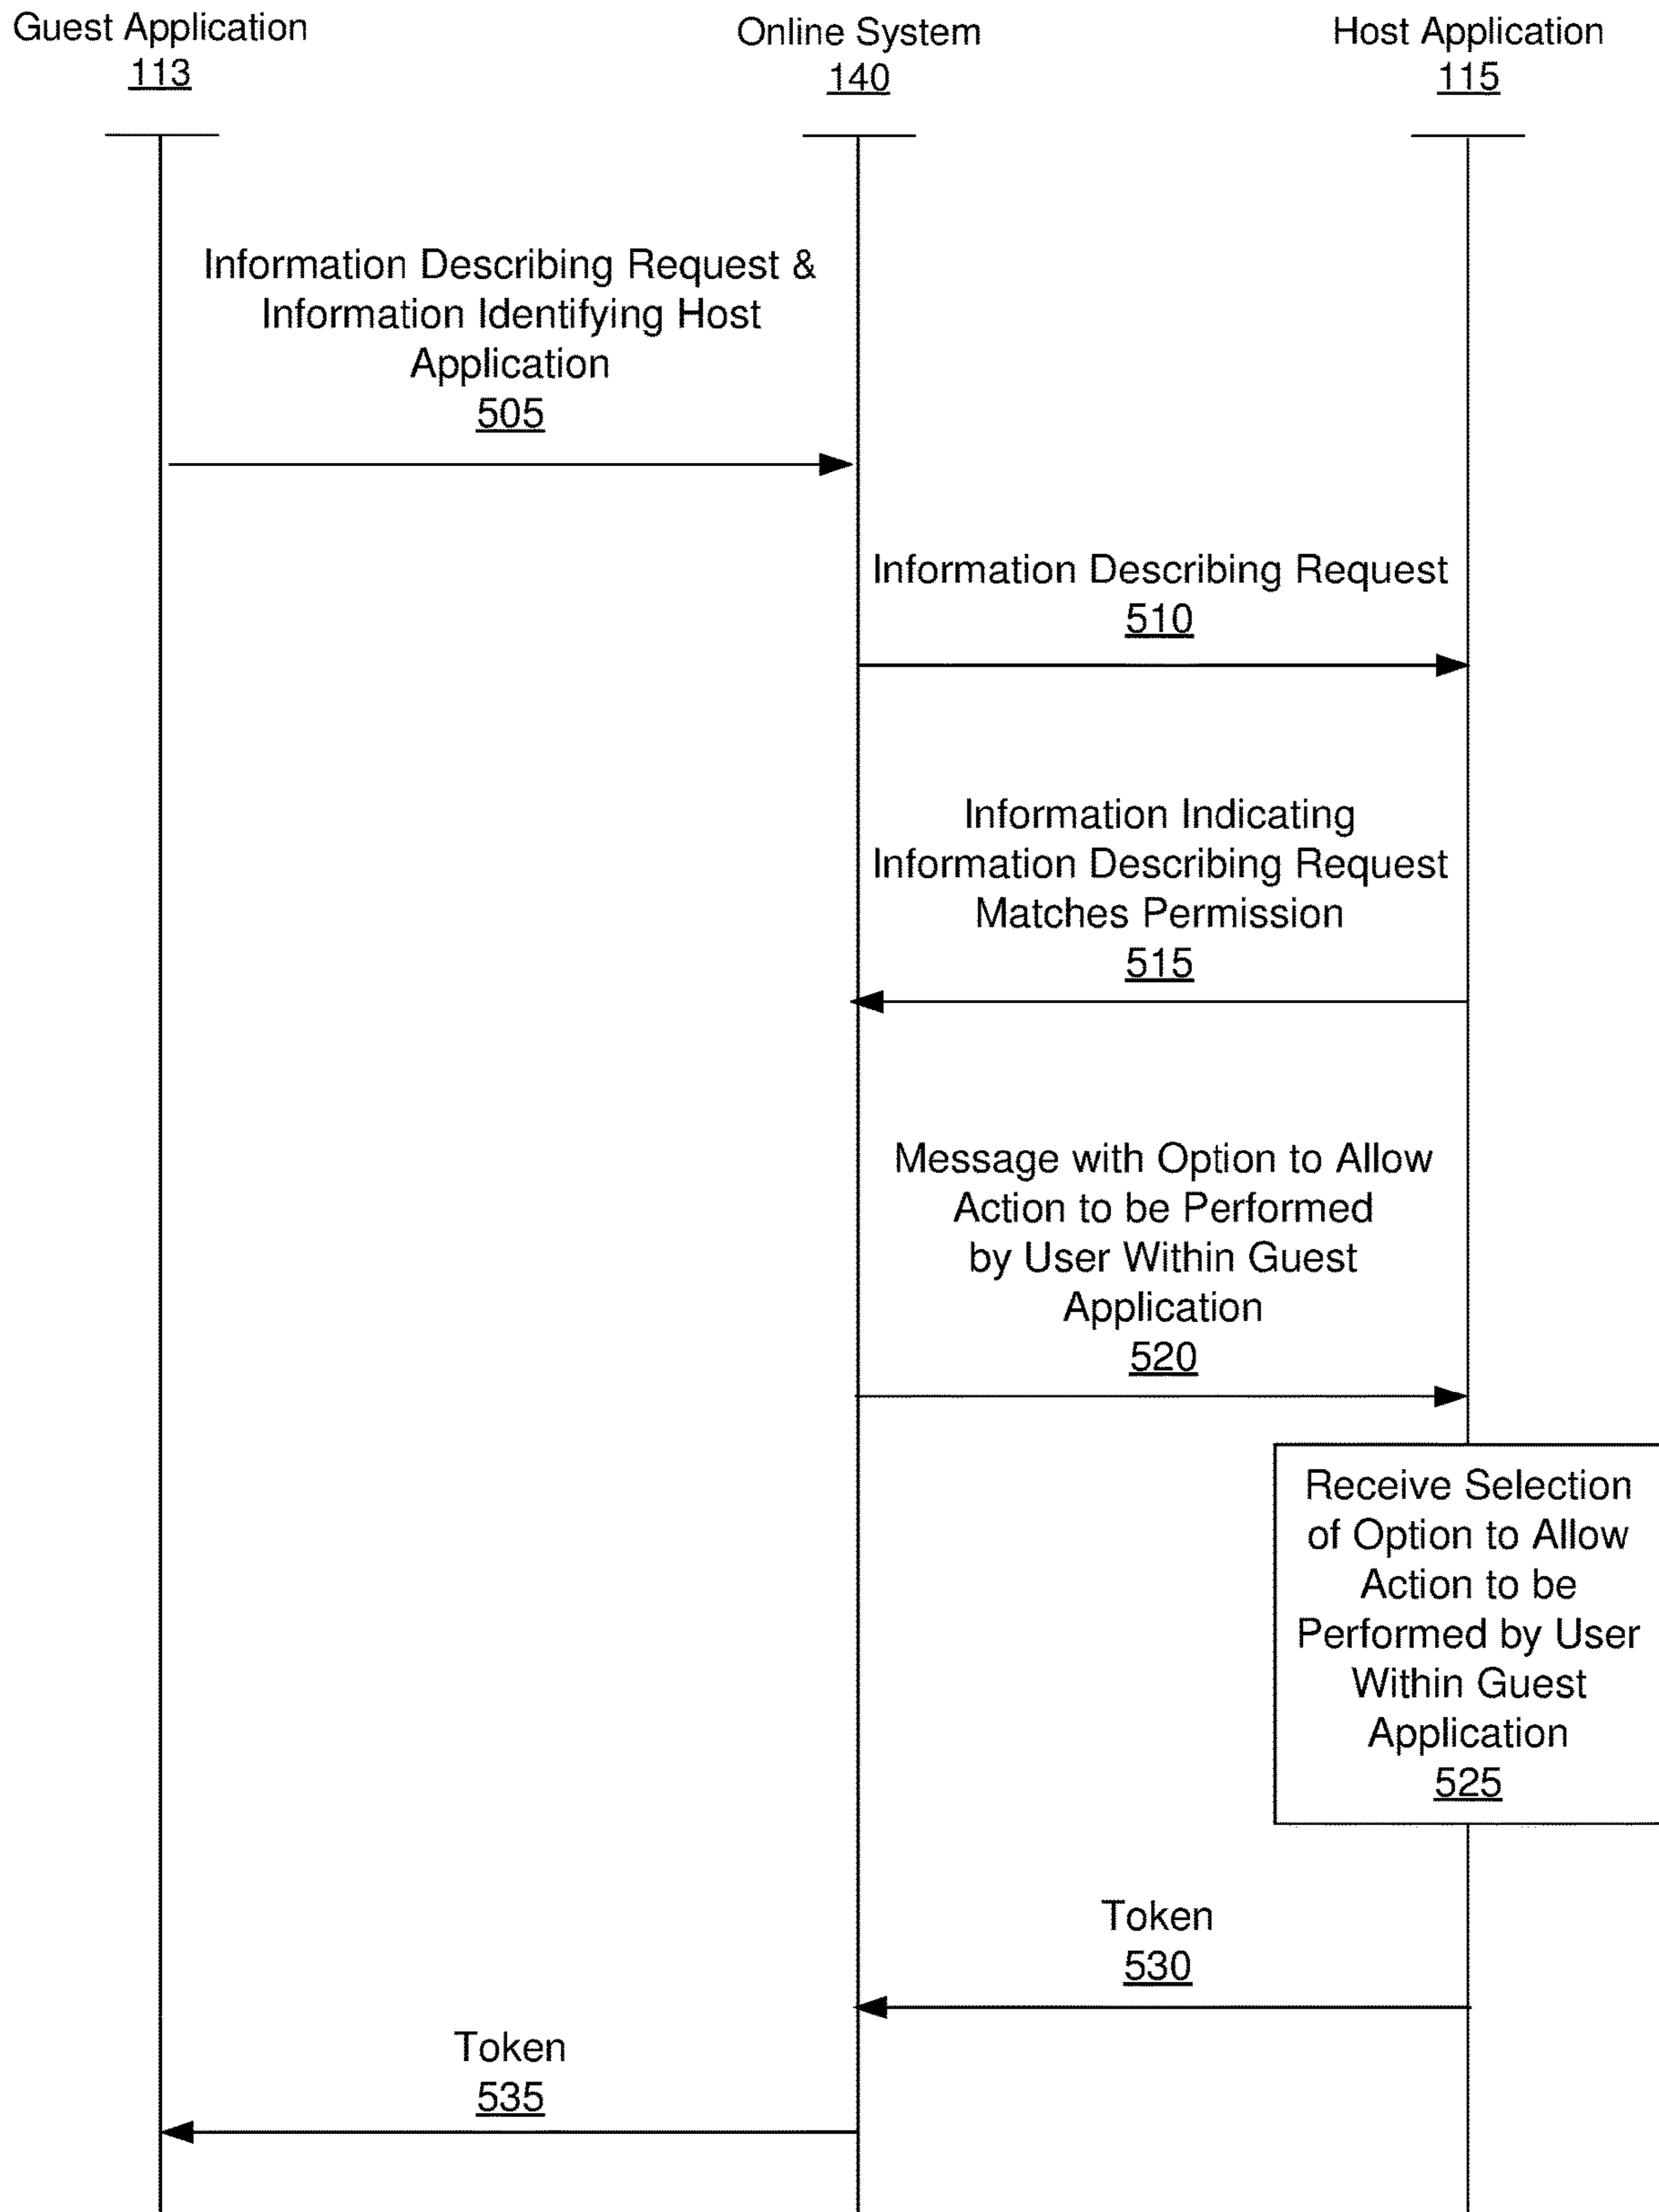 Guest Application
113
Online System
140
Host Application
115
Information Describing Request &
Information Identifying Host
Application
505
Information Describing Request
510
Information Indicating
Information Describing Request
Matches Permission
515
Message with Option to Allow
Action to be Performed
by User Within Guest
Application
520
Receive Selection
of Option to Allow
Action to be
Performed by User
Within Guest
Application
525
Token
530
Token
535